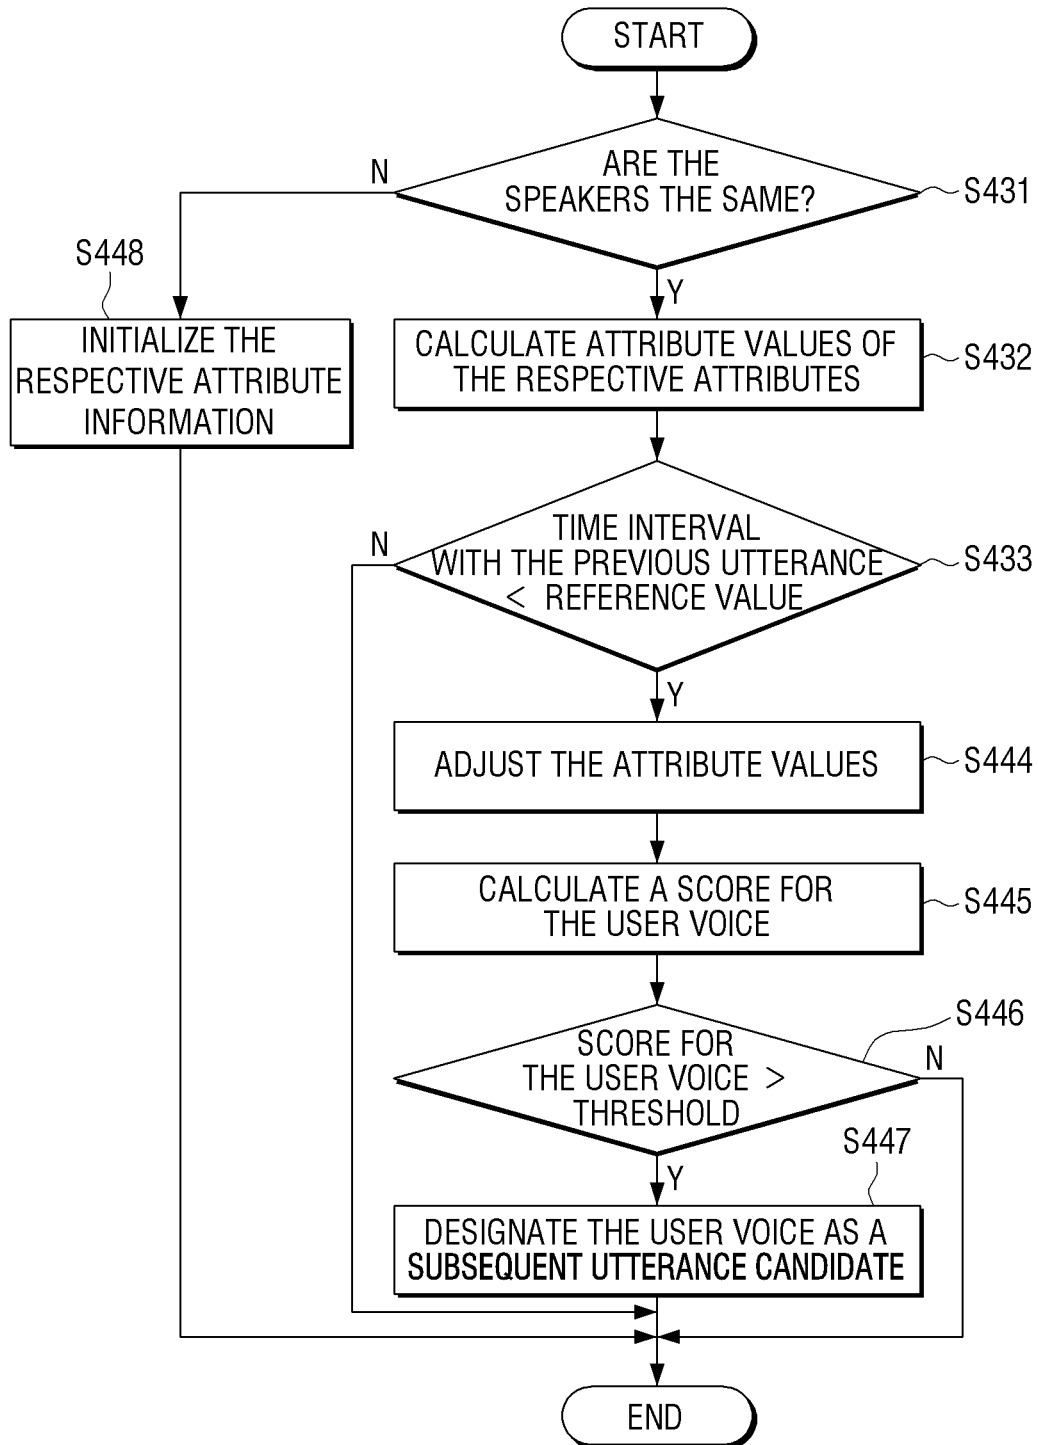 START
ARE THE
SPEAKERS THE SAME?
S431
N
Y
S448
INITIALIZE THE
RESPECTIVE ATTRIBUTE
INFORMATION
CALCULATE ATTRIBUTE VALUES OF
THE RESPECTIVE ATTRIBUTES
S432
TIME INTERVAL
WITH THE PREVIOUS UTTERANCE
< REFERENCE VALUE
S433
N
Y
ADJUST THE ATTRIBUTE VALUES
S444
CALCULATE A SCORE FOR
THE USER VOICE
S445
SCORE FOR
THE USER VOICE >
THRESHOLD
S446
N
Y
S447
DESIGNATE THE USER VOICE AS A
SUBSEQUENT UTTERANCE CANDIDATE
END